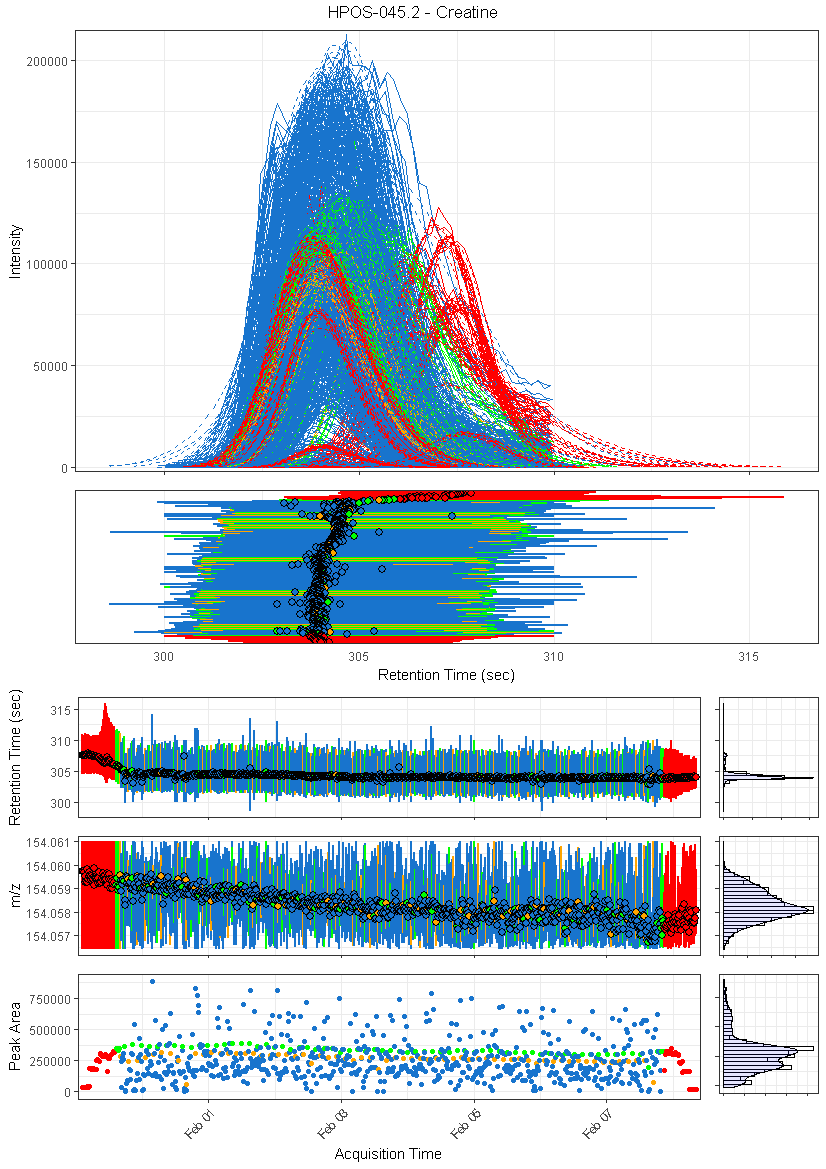 HPOS-045.2 - Creatine
200000
150000
100000
50000
0
Intensity
300
305
310
315
Retention Time (sec)
315
310
305
300
Retention Time (sec)
154.061
154.060
154.059
154.058
154.057
m/z
750000
500000
250000
0
Peak Area
Feb 01
Feb 03
Feb 05
Feb 07
Acquisition Time